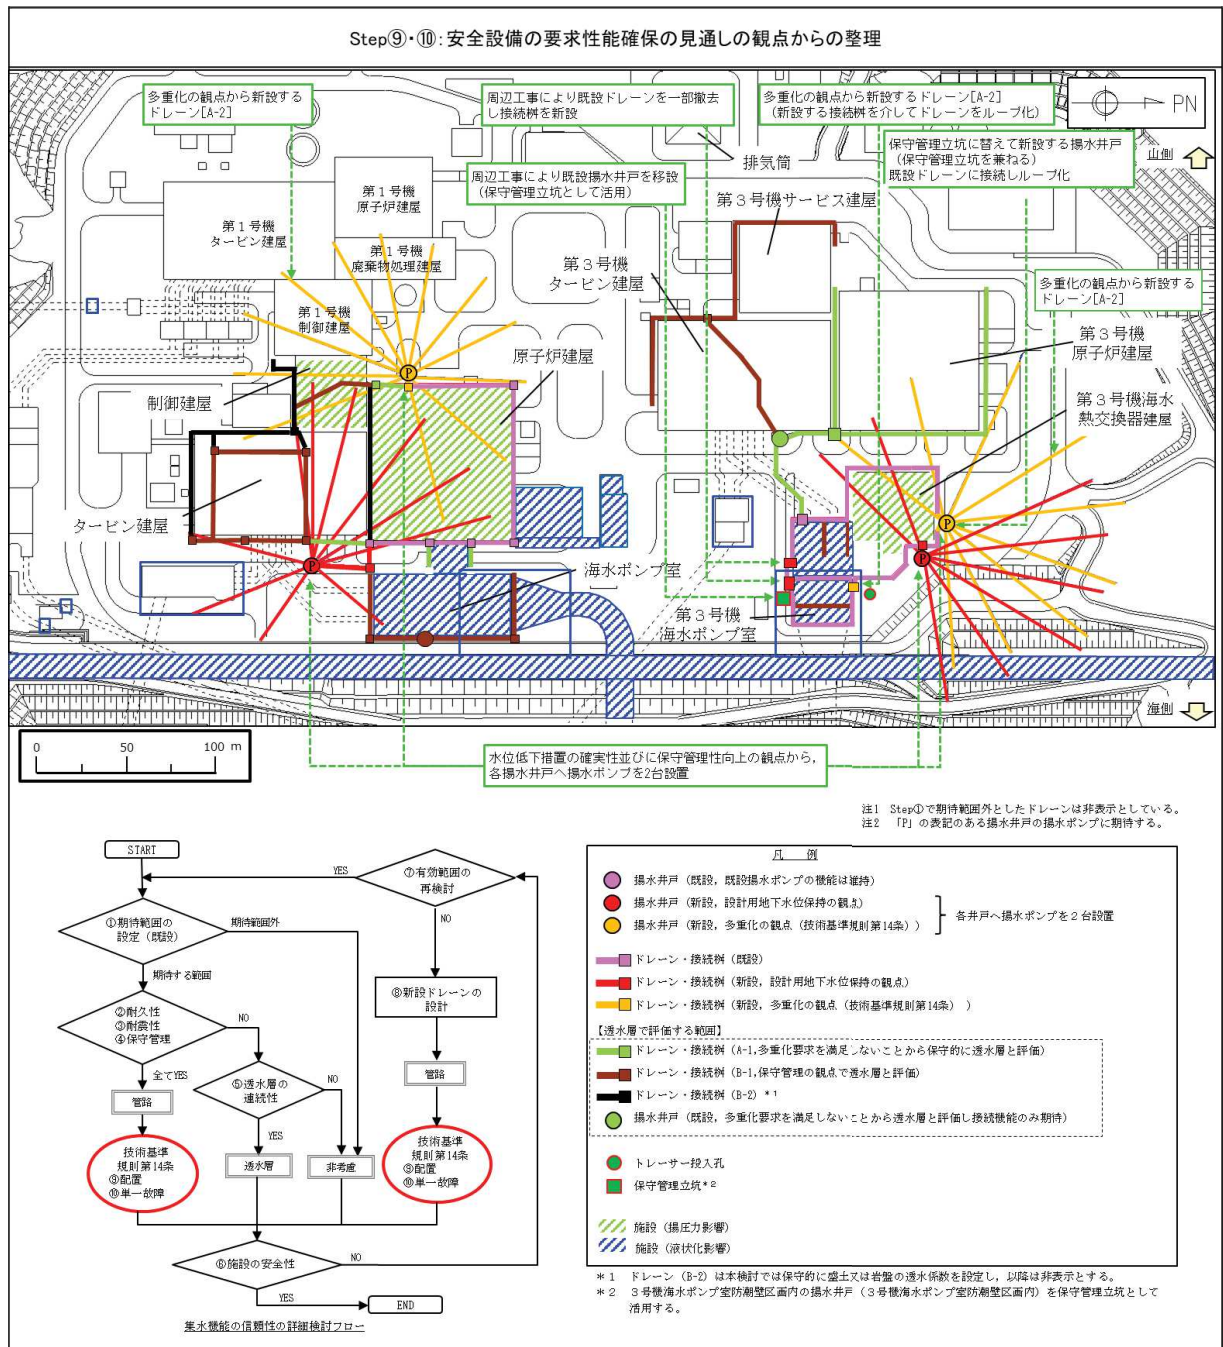 Step⑨・⑩:安全設備の要求性能確保の見通しの観点からの整理
多重化の観点から新設する
ドレーン[A-2]
周辺工事により既設ドレーンを一部撤去
し接続桝を新設
多重化の観点から新設するドレーン[A-2]
(新設する接続桝を介してドレーンをループ化)
PN
保守管理立坑に替えて新設する揚水井戸
(保守管理立坑を兼ねる)
既設ドレーンに接続しループ化
山側
排気筒
周辺工事により既設揚水井戸を移設
(保守管理立坑として活用)
第1号機
原子炉建屋
第1号機
タービン建屋
第1号機
廃棄物処理建屋
第3号機サービス建屋
第3号機
タービン建屋
多重化の観点から新設する
ドレーン[A-2]
第1号機
制御建屋
原子炉建屋
第3号機
原子炉建屋
制御建屋
第3号機海水
熱交換器建屋
P
P
P
P
タービン建屋
海水ポンプ室
第3号機
海水ポンプ室
海側
0 50 100 m
水位低下措置の確実性並びに保守管理性向上の観点から,
各揚水井戸へ揚水ポンプを2台設置
注1 Step①で期待範囲外としたドレーンは非表示としている。
注2 「P」の表記のある揚水井戸の揚水ポンプに期待する。
START
YES
⑦有効範囲の
再検討
NO
①期待範囲の
設定(既設)
期待範囲外
期待する範囲
⑧新設ドレーンの
設計
②耐久性
③耐震性
④保守管理
NO
全てYES
管路
⑤透水層の
連続性
NO
YES
管路
技術基準
規則第14条
⑨配置
⑩単一故障
透水層
非考慮
技術基準
規則第14条
⑨配置
⑩単一故障
⑥施設の安全性
NO
YES
END
集水機能の信頼性の詳細検討フロー
凡 例
揚水井戸(既設,既設揚水ポンプの機能は維持)
揚水井戸(新設,設計用地下水位保持の観点)
揚水井戸(新設,多重化の観点(技術基準規則第14条))
各井戸へ揚水ポンプを2台設置
ドレーン・接続桝(既設)
ドレーン・接続桝(新設,設計用地下水位保持の観点)
ドレーン・接続桝(新設,多重化の観点(技術基準規則第14条))
【透水層で評価する範囲】
ドレーン・接続桝(A-1,多重化要求を満足しないことから保守的に透水層と評価)
ドレーン・接続桝(B-1,保守管理の観点で透水層と評価)
ドレーン・接続桝(B-2)*1
揚水井戸(既設,多重化要求を満足しないことから透水層と評価し接続機能のみ期待)
トレーサー投入孔
保守管理立坑*2
施設(揚圧力影響)
施設(液状化影響)
*1 ドレーン(B-2)は本検討では保守的に盛土又は岩盤の透水係数を設定し,以降は非表示とする。
*2 3号機海水ポンプ室防潮壁区画内の揚水井戸(3号機海水ポンプ室防潮壁区画内)を保守管理立坑として
活用する。